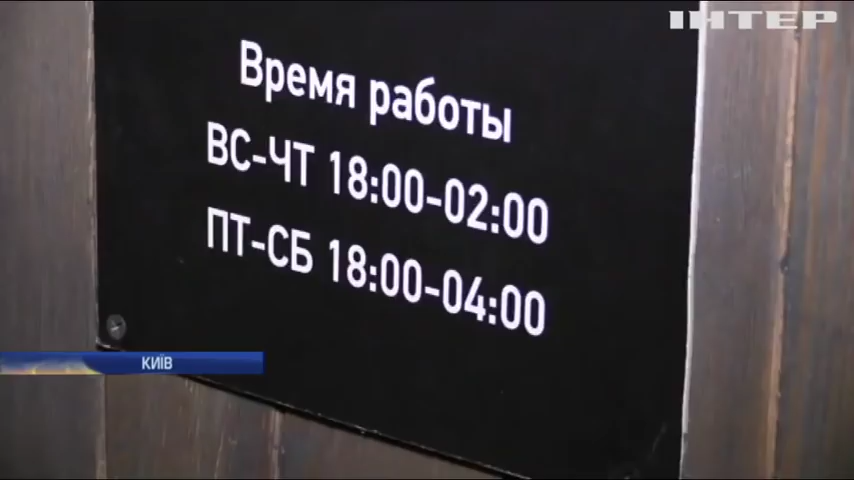 ІНТЕР
Время работы
ВС-ЧТ 18:00-02:00
ПТ-СБ 18:00-04:00
КИЇВ